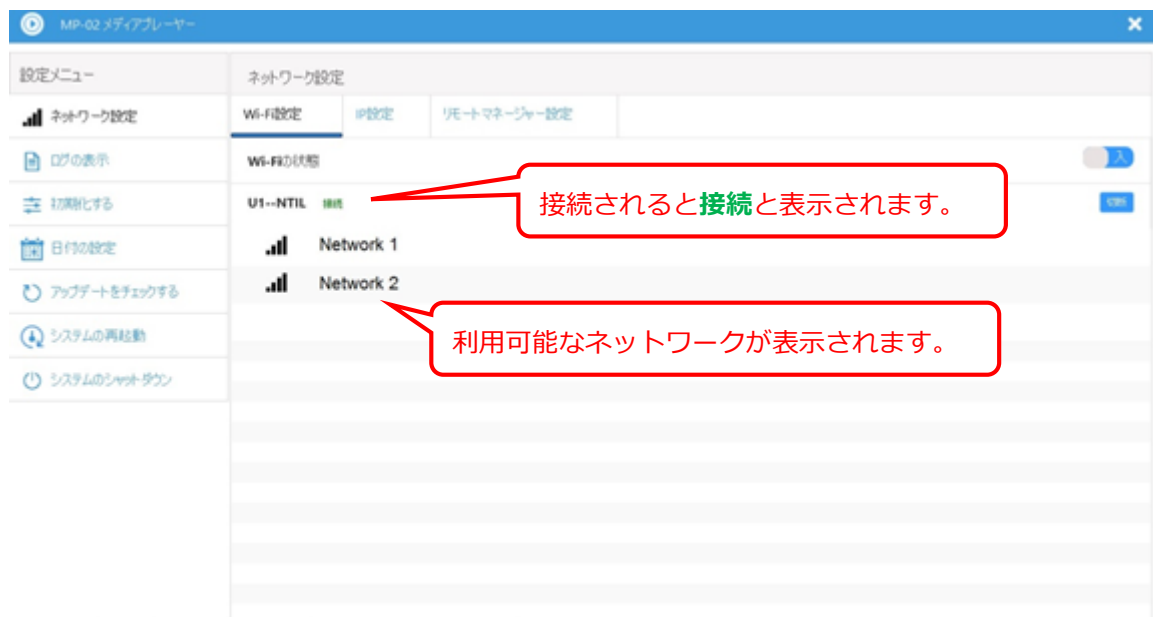 MP-02 メディアプレーヤー
設定メニュー
ネットワーク設定
ログの表示
初期化する
日付の設定
アップデートをチェックする
システムの再起動
システムのシャットダウン
ネットワーク設定
Wi-Fi設定 IP設定 リモートマネージャー設定
Wi-Fiの状態 入
U1--NTIL 接続 切断
接続されると接続と表示されます。
Network 1
Network 2
利用可能なネットワークが表示されます。